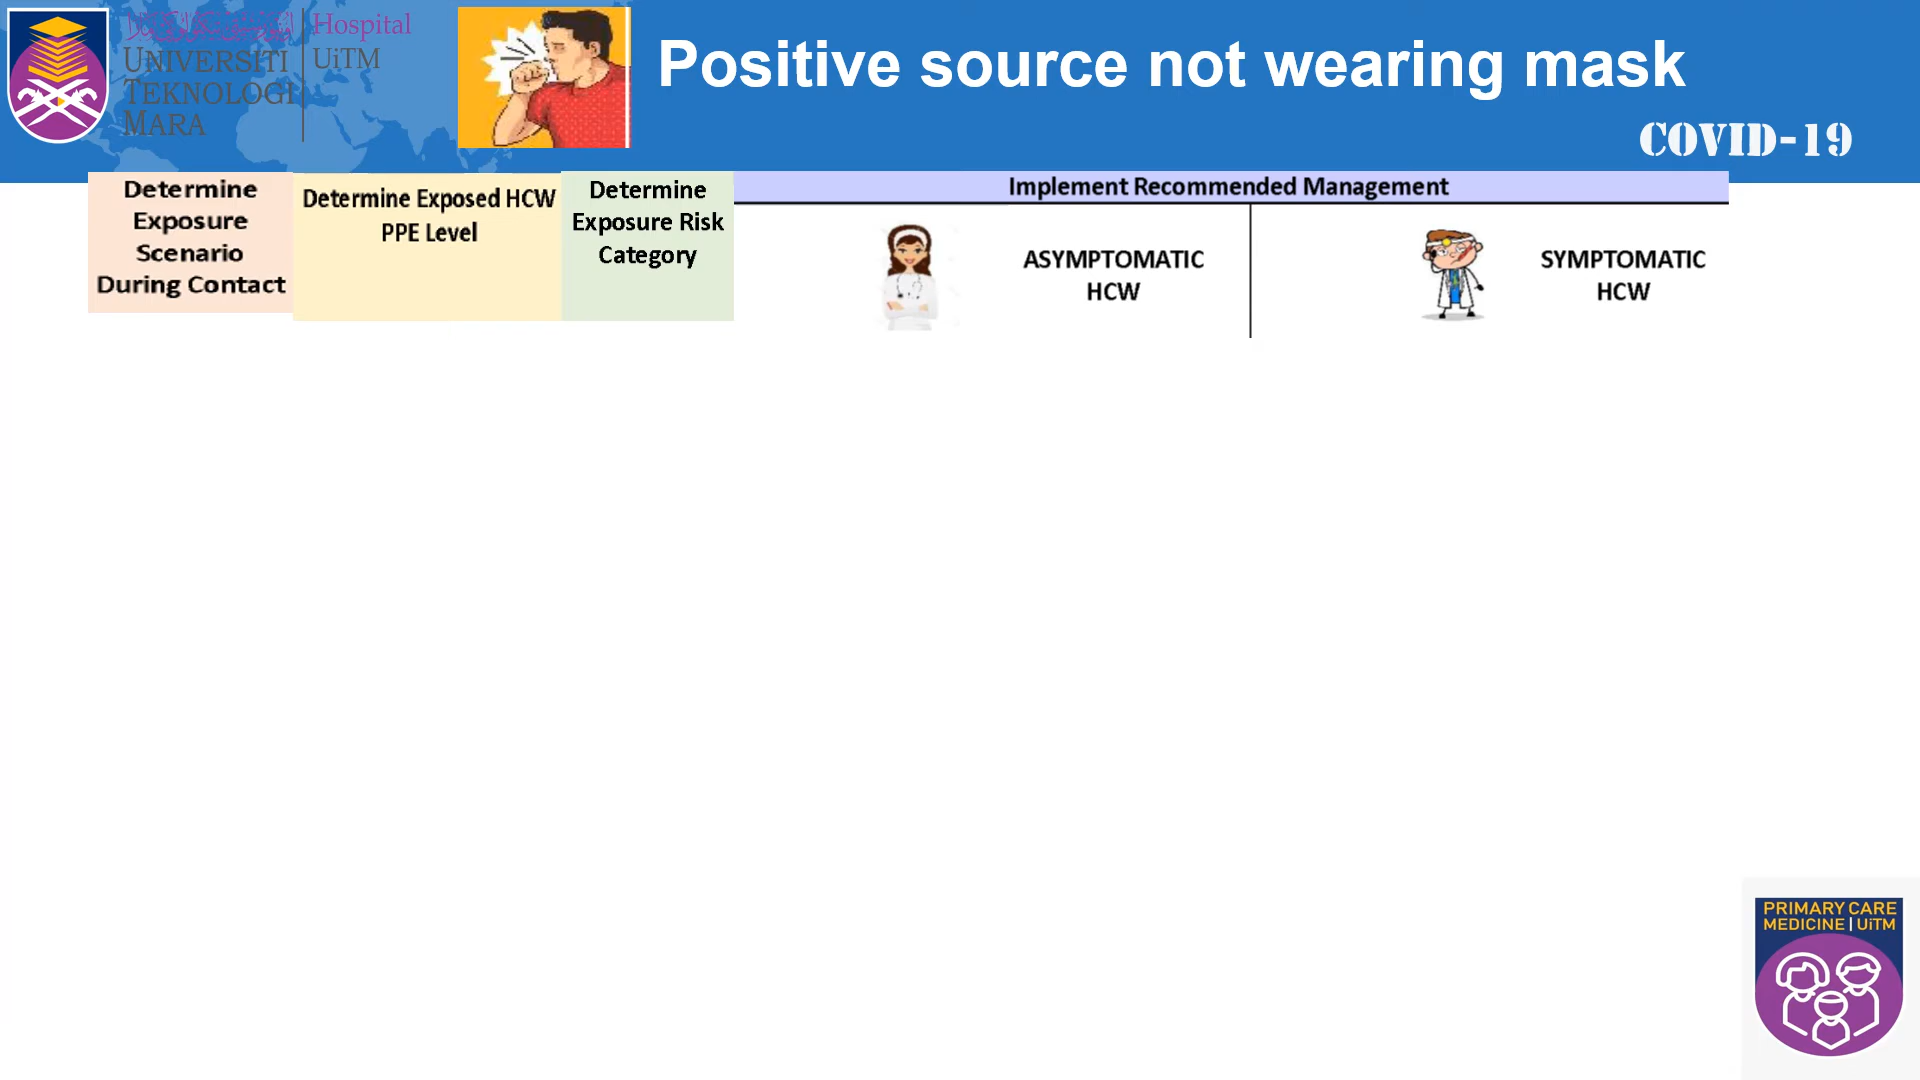 UNIVERSITI
TEKNOLOGI
MARA
Hospital
UiTM
Positive source not wearing mask
COVID-19
Determine
Exposure
Scenario
During Contact
Determine Exposed HCW
PPE Level
Determine
Exposure Risk
Category
Implement Recommended Management
ASYMPTOMATIC
HCW
SYMPTOMATIC
HCW
PRIMARY CARE
MEDICINE | UiTM